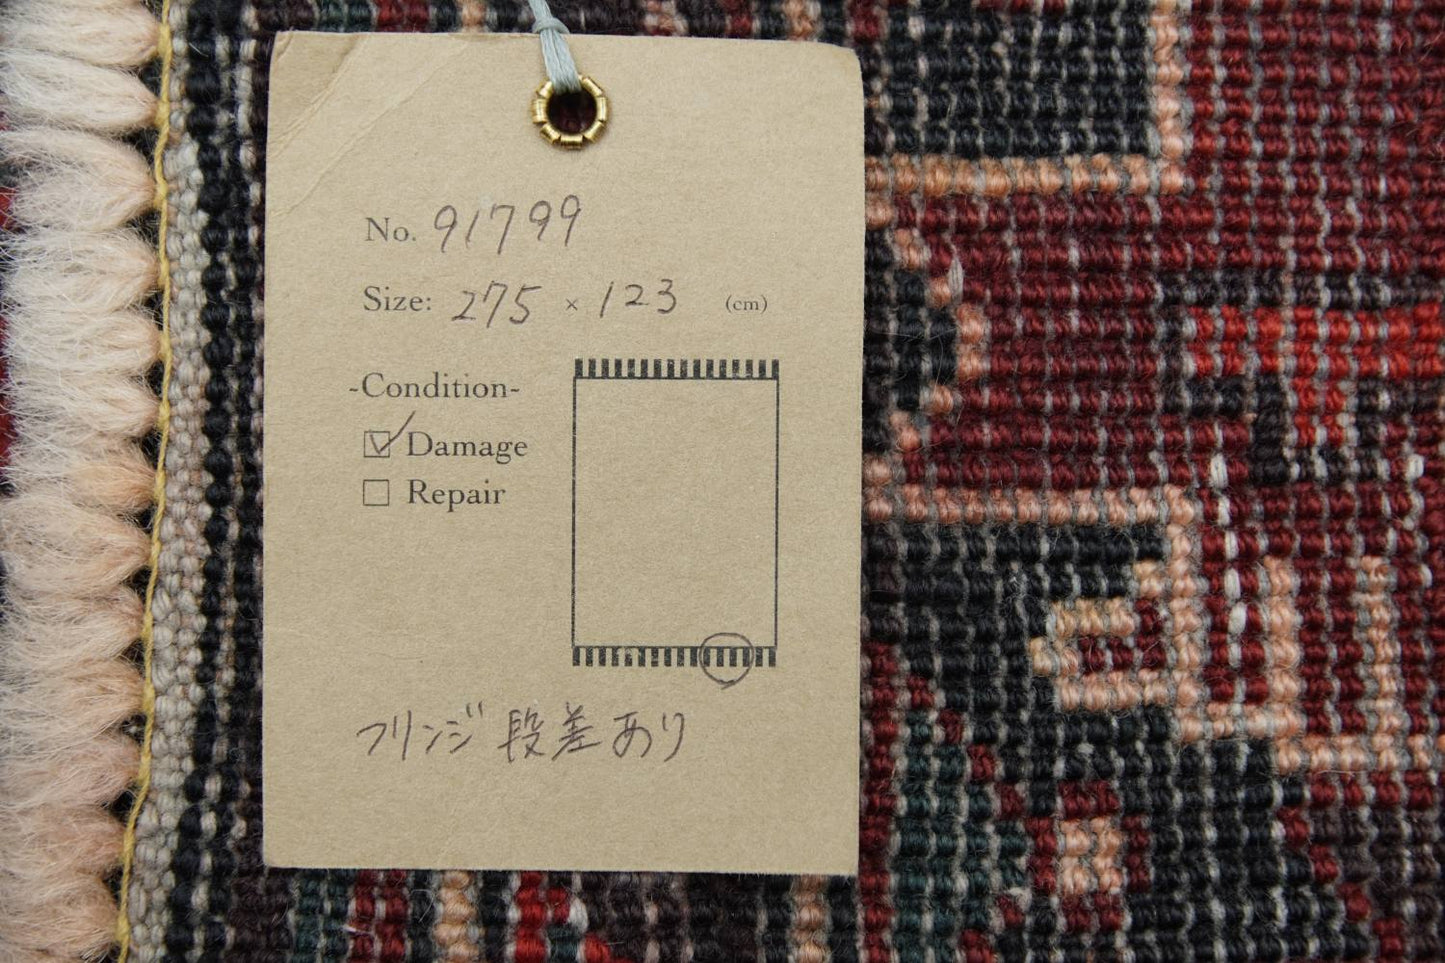 No. 91799
Size: 275 × 123 (cm)
-Condition-
☑ Damage
☐ Repair
フリンジ 段差あり